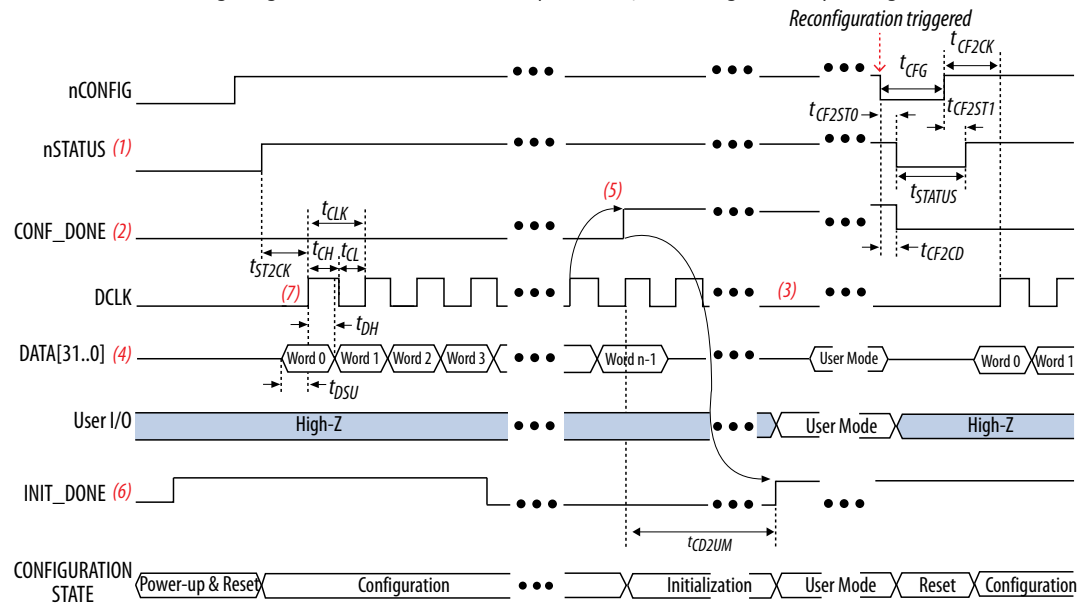 Reconfiguration triggered
tCF2CK
tCFG
nCONFIG
tCF2ST0
tCF2ST1
nSTATUS (1)
tSTATUS
(5)
tCLK
CONF_DONE (2)
tST2CK
tCH
tCL
tCF2CD
DCLK
(7)
(3)
tDH
DATA[31..0] (4)
Word 0
Word 1
Word 2
Word 3
Word n-1
User Mode
Word 0
Word 1
tDSU
User I/O
High-Z
User Mode
High-Z
INIT_DONE (6)
tCD2UM
CONFIGURATION
STATE
Power-up & Reset
Configuration
Initialization
User Mode
Reset
Configuration